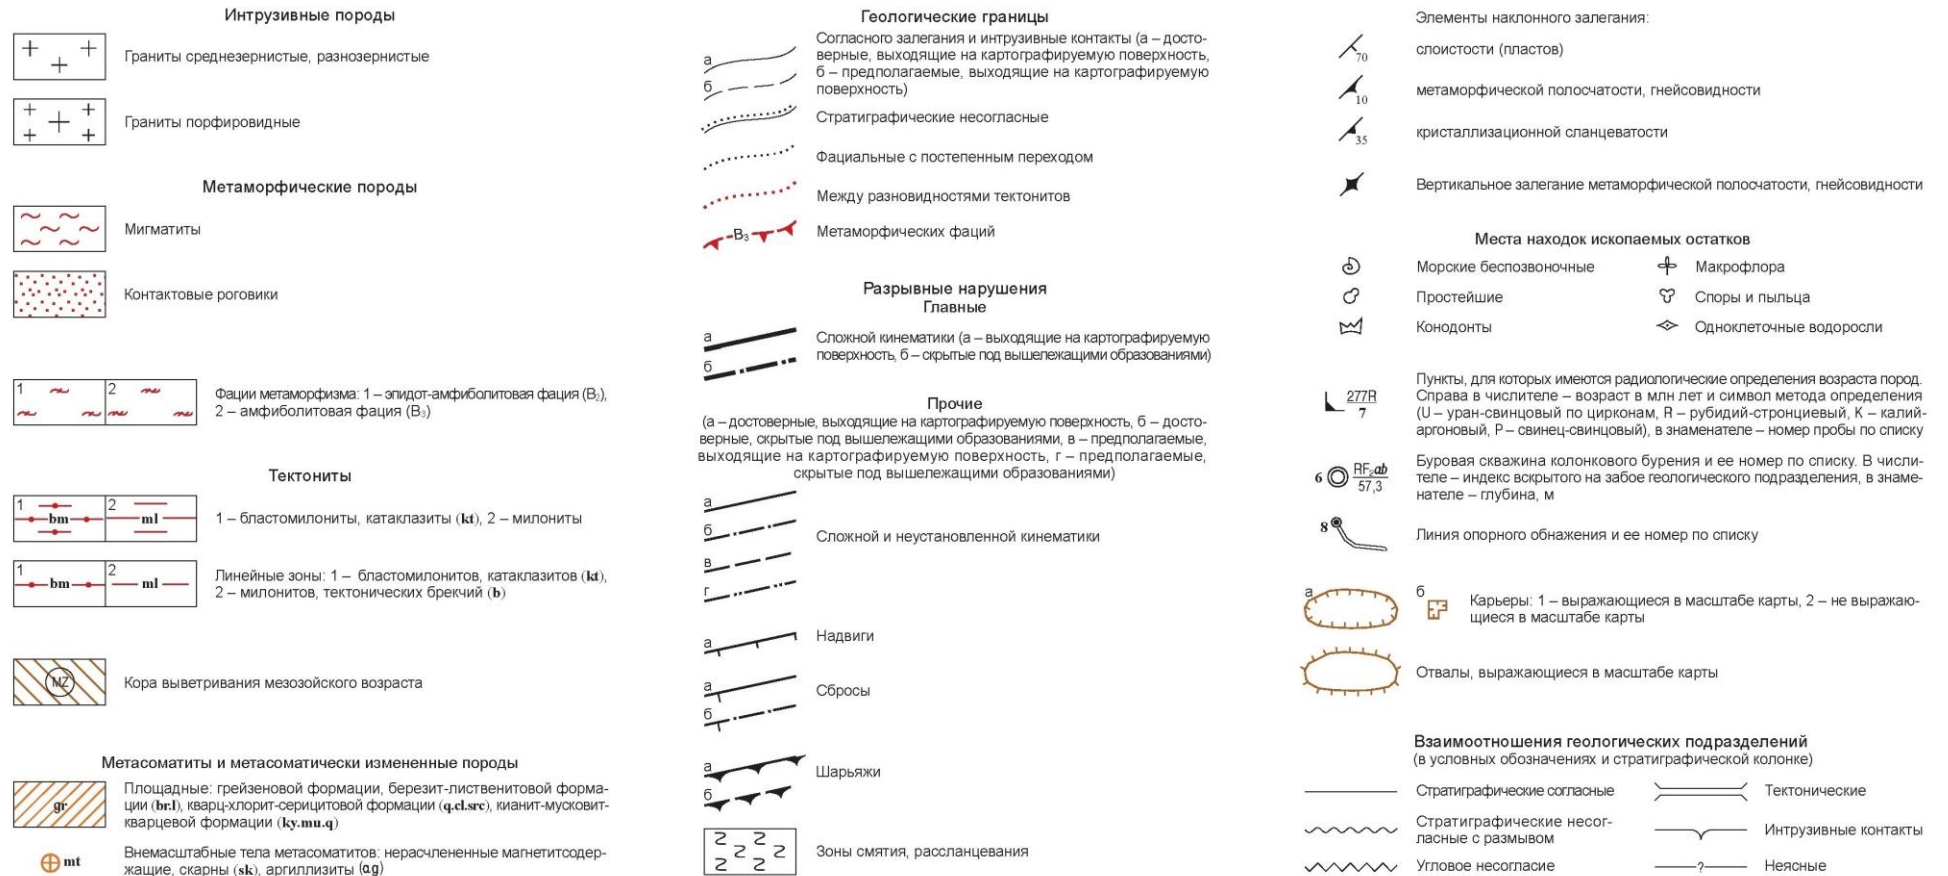 Интрузивные породы
Граниты среднезернистые, разнозернистые
Граниты порфировидные
Метаморфические породы
Мигматиты
Контактовые роговики
1 2
Фации метаморфизма: 1 – эпидот-амфиболитовая фация (B₂),
2 – амфиболитовая фация (B₃)
Тектониты
1 bm 2 ml
1 – бластомилониты, катаклазиты (kt), 2 – милониты
1 bm 2 ml
Линейные зоны: 1 – бластомилонитов, катаклазитов (kt),
2 – милонитов, тектонических брекчий (b)
MZ
Кора выветривания мезозойского возраста
Метасоматиты и метасоматически измененные породы
gr
Площадные: грейзеновой формации, березит-лиственитовой форма-
ции (br.l), кварц-хлорит-серицитовой формации (q.cl.src), кианит-мусковит-
кварцевой формации (ky.mu.q)
mt
Внемасштабные тела метасоматитов: нерасчлененные магнетитсодер-
жащие, скарны (sk), аргиллизиты (ag)
Геологические границы
а
б
Согласного залегания и интрузивные контакты (а – досто-
верные, выходящие на картографируемую поверхность,
б – предполагаемые, выходящие на картографируемую
поверхность)
Стратиграфические несогласные
Фациальные с постепенным переходом
Между разновидностями тектонитов
B₃
Метаморфических фаций
Разрывные нарушения
Главные
а
б
Сложной кинематики (а – выходящие на картографируемую
поверхность, б – скрытые под вышележащими образованиями)
Прочие
(а – достоверные, выходящие на картографируемую поверхность, б – досто-
верные, скрытые под вышележащими образованиями, в – предполагаемые,
выходящие на картографируемую поверхность, г – предполагаемые,
скрытые под вышележащими образованиями)
а
б
в
г
Сложной и неустановленной кинематики
а
Надвиги
а
б
Сбросы
а
б
Шарьяжи
Зоны смятия, рассланцевания
Элементы наклонного залегания:
70
слоистости (пластов)
10
метаморфической полосчатости, гнейсовидности
35
кристаллизационной сланцеватости
Вертикальное залегание метаморфической полосчатости, гнейсовидности
Места находок ископаемых остатков
Морские беспозвоночные
Макрофлора
Простейшие
Споры и пыльца
Конодонты
Одноклеточные водоросли
277R
7
Пункты, для которых имеются радиологические определения возраста пород.
Справа в числителе – возраст в млн лет и символ метода определения
(U – уран-свинцовый по цирконам, R – рубидий-стронциевый, K – калий-
аргоновый, P – свинец-свинцовый), в знаменателе – номер пробы по списку
6 RF₂ab
57,3
Буровая скважина колонкового бурения и ее номер по списку. В числи-
теле – индекс вскрытого на забое геологического подразделения, в знаме-
нателе – глубина, м
8
Линия опорного обнажения и ее номер по списку
а б
Карьеры: 1 – выражающиеся в масштабе карты, 2 – не выражаю-
щиеся в масштабе карты
Отвалы, выражающиеся в масштабе карты
Взаимоотношения геологических подразделений
(в условных обозначениях и стратиграфической колонке)
Стратиграфические согласные
Тектонические
Стратиграфические несог-
ласные с размывом
Интрузивные контакты
Угловое несогласие
?
Неясные